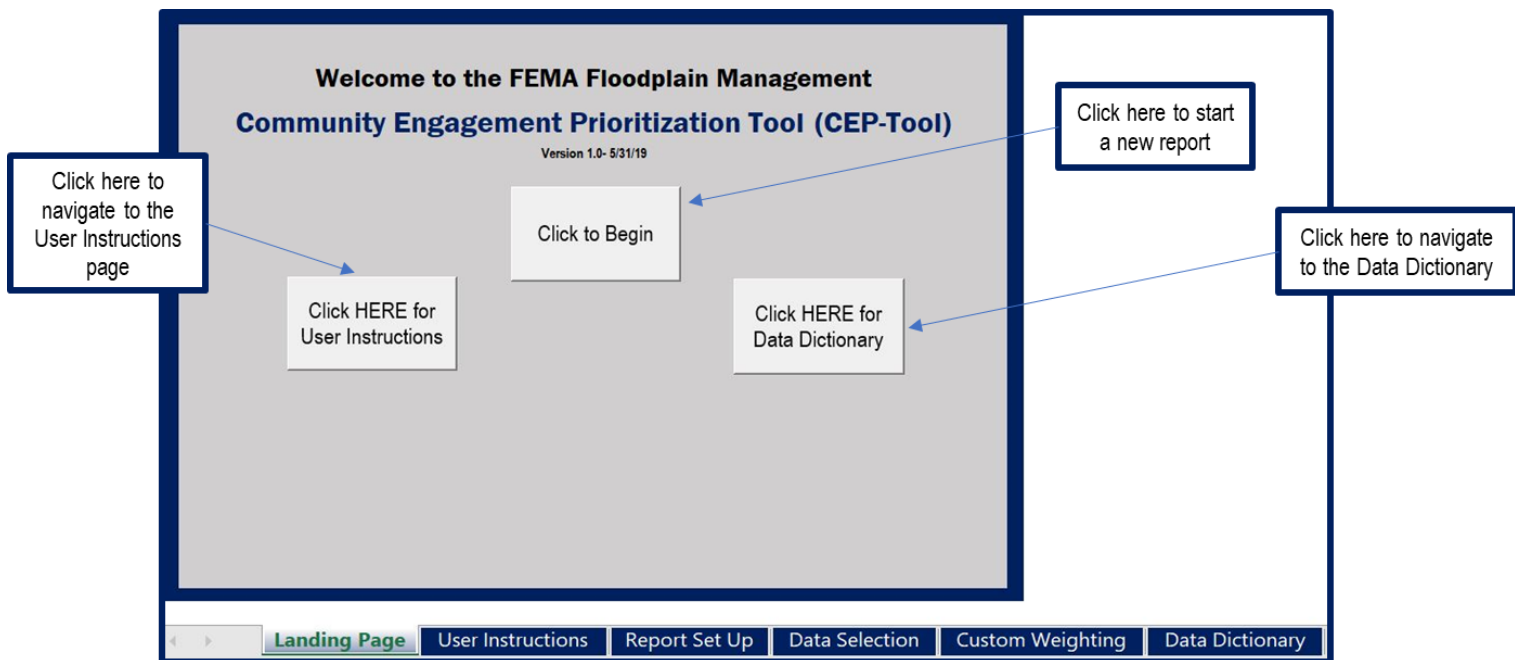 Welcome to the FEMA Floodplain Management
Community Engagement Prioritization Tool (CEP-Tool)
Version 1.0- 5/31/19
Click here to start
a new report
Click here to
navigate to the
User Instructions
page
Click to Begin
Click here to navigate
to the Data Dictionary
Click HERE for
User Instructions
Click HERE for
Data Dictionary
Landing Page User Instructions Report Set Up Data Selection Custom Weighting Data Dictionary